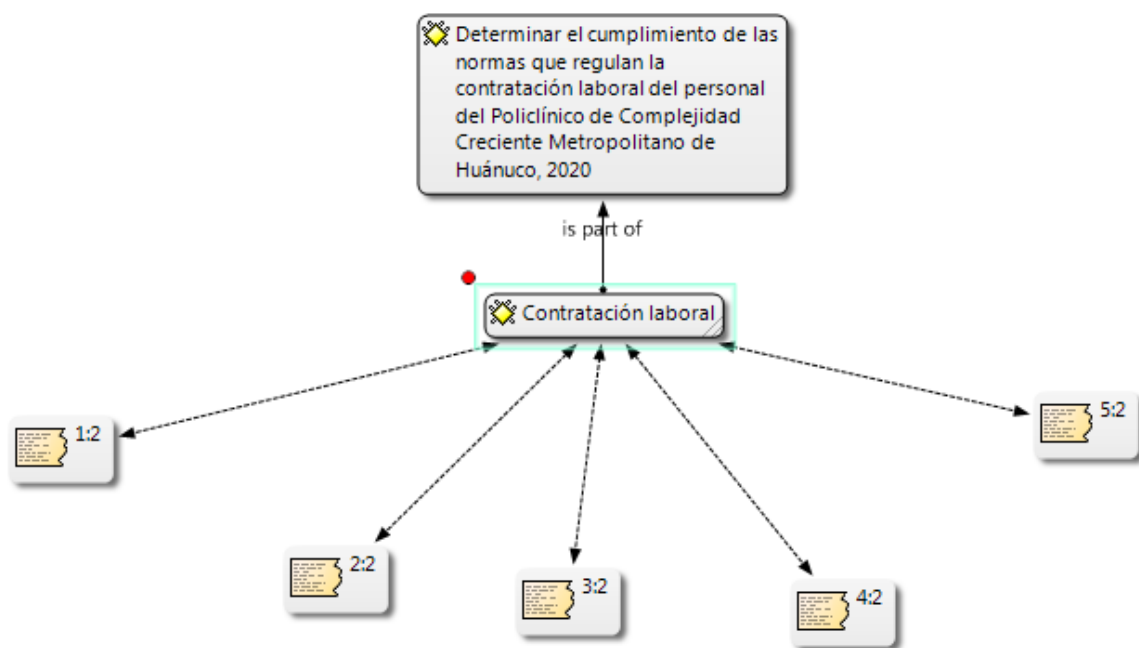 Determinar el cumplimiento de las
normas que regulan la
contratación laboral del personal
del Policlínico de Complejidad
Creciente Metropolitano de
Huánuco, 2020
is part of
Contratación laboral
1:2
5:2
2:2
3:2
4:2